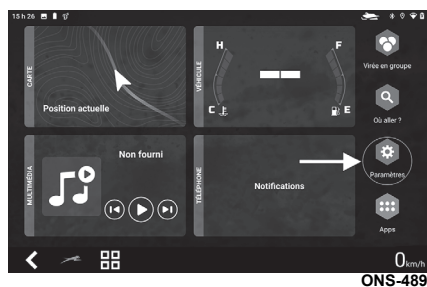 15 h 26
CARTE
Position actuelle
VÉHICULE
H
F
C
E
Virée en groupe
Où aller ?
MULTIMÉDIA
Non fourni
TÉLÉPHONE
Notifications
Paramètres
Apps
0km/h
ONS-489